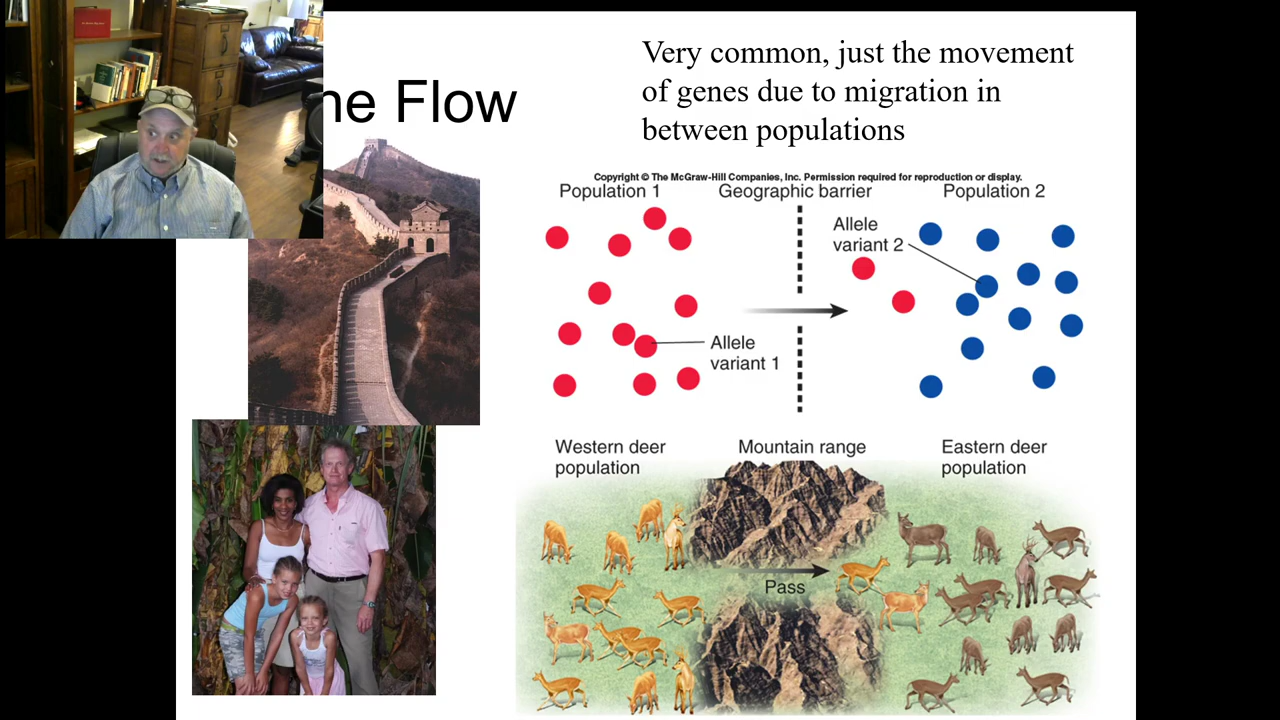 ne Flow
Very common, just the movement
of genes due to migration in
between populations
Copyright © The McGraw-Hill Companies, Inc. Permission required for reproduction or display.
Population 1
Geographic barrier
Population 2
Allele
variant 2
Allele
variant 1
Western deer
population
Mountain range
Eastern deer
population
Pass